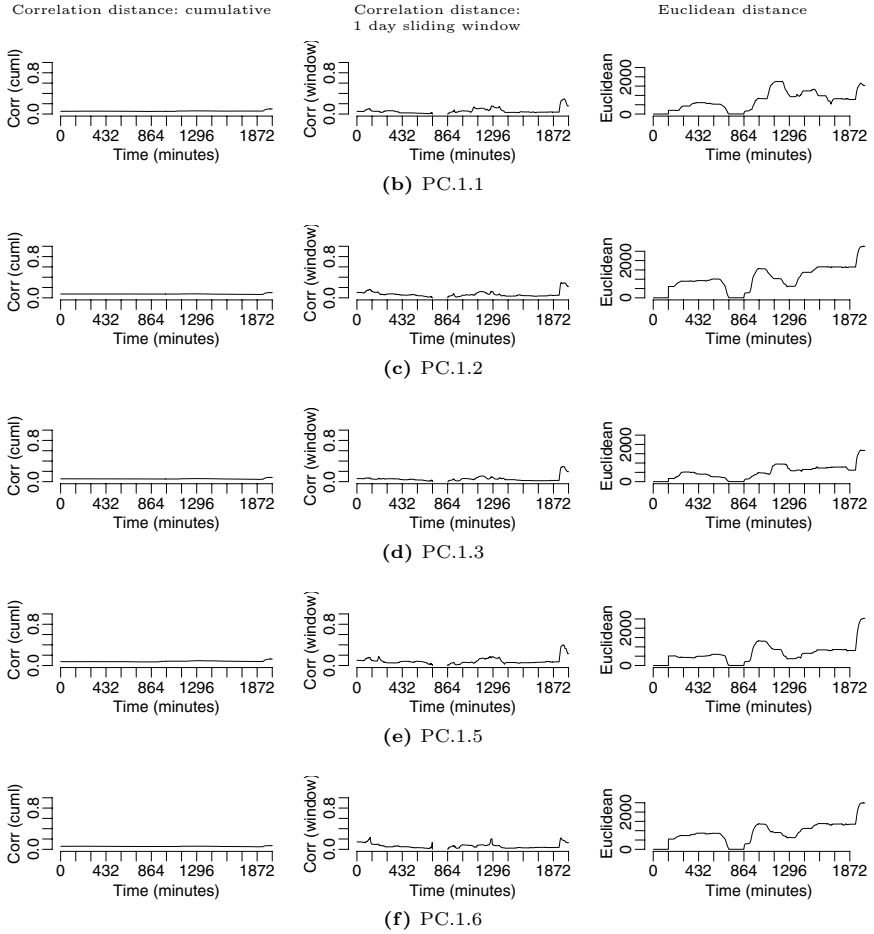 Correlation distance: cumulative
Correlation distance:
1 day sliding window
Euclidean distance
Corr (cuml)
0.0 0.8
0 432 864 1296 1872
Time (minutes)
Corr (window)
0.0 0.8
0 432 864 1296 1872
Time (minutes)
Euclidean
0 2000
0 432 864 1296 1872
Time (minutes)
(b) PC.1.1
Corr (cuml)
0.0 0.8
0 432 864 1296 1872
Time (minutes)
Corr (window)
0.0 0.8
0 432 864 1296 1872
Time (minutes)
Euclidean
0 2000
0 432 864 1296 1872
Time (minutes)
(c) PC.1.2
Corr (cuml)
0.0 0.8
0 432 864 1296 1872
Time (minutes)
Corr (window)
0.0 0.8
0 432 864 1296 1872
Time (minutes)
Euclidean
0 2000
0 432 864 1296 1872
Time (minutes)
(d) PC.1.3
Corr (cuml)
0.0 0.8
0 432 864 1296 1872
Time (minutes)
Corr (window)
0.0 0.8
0 432 864 1296 1872
Time (minutes)
Euclidean
0 2000
0 432 864 1296 1872
Time (minutes)
(e) PC.1.5
Corr (cuml)
0.0 0.8
0 432 864 1296 1872
Time (minutes)
Corr (window)
0.0 0.8
0 432 864 1296 1872
Time (minutes)
Euclidean
0 2000
0 432 864 1296 1872
Time (minutes)
(f) PC.1.6